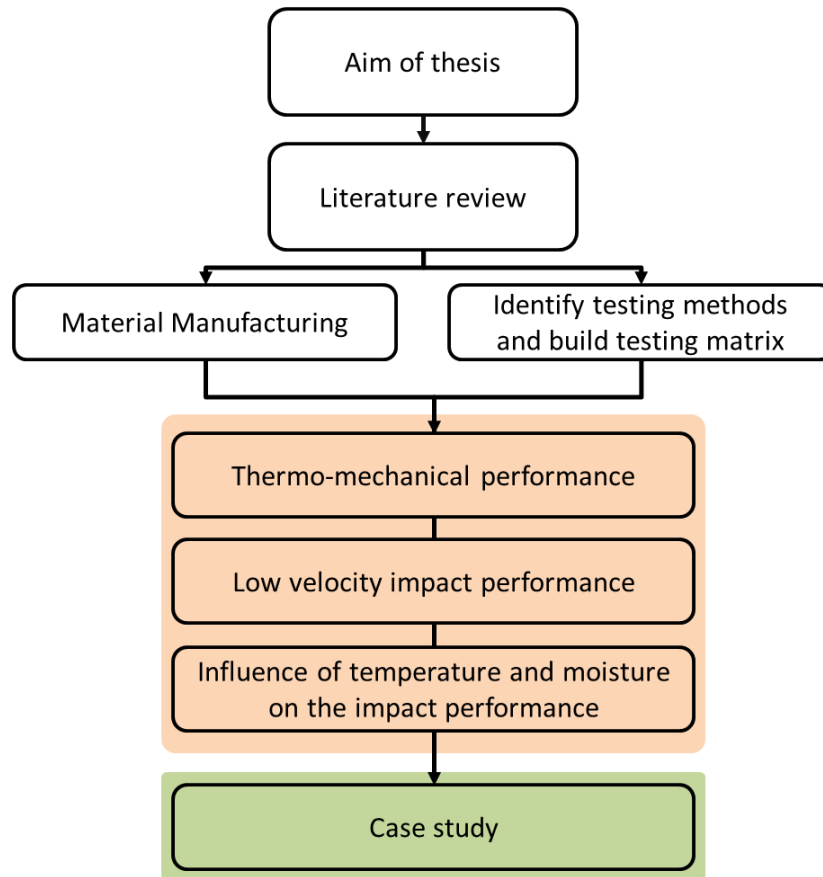 Aim of thesis
Literature review
Material Manufacturing
Identify testing methods
and build testing matrix
Thermo-mechanical performance
Low velocity impact performance
Influence of temperature and moisture
on the impact performance
Case study